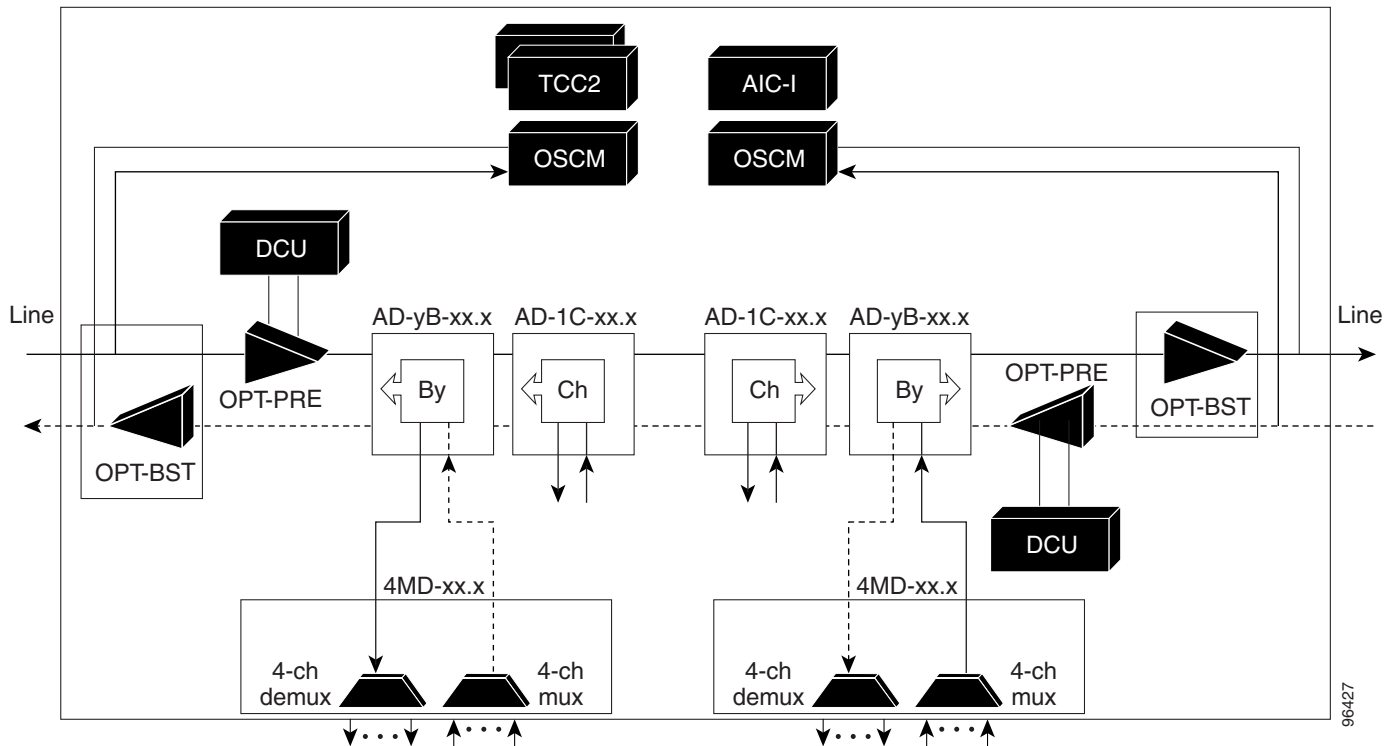 TCC2
AIC-I
OSCM
OSCM
DCU
Line
Line
AD-yB-xx.x
AD-1C-xx.x
AD-1C-xx.x
AD-yB-xx.x
OPT-PRE
By
Ch
Ch
By
OPT-PRE
OPT-BST
OPT-BST
DCU
4MD-xx.x
4MD-xx.x
4-ch
demux
4-ch
mux
4-ch
demux
4-ch
mux
96427